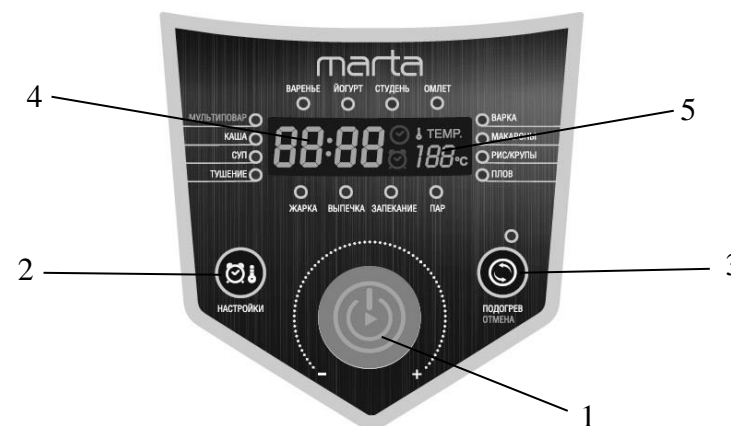 marta
ВАРЕНЬЕ ЙОГУРТ СТУДЕНЬ ОМЛЕТ
4
5
МУЛЬТИПОВАР
КАША
СУП
ТУШЕНИЕ
88:88
TEMP.
188°C
ВАРКА
МАКАРОНЫ
РИС/КРУПЫ
ПЛОВ
ЖАРКА ВЫПЕЧКА ЗАПЕКАНИЕ ПАР
2
3
НАСТРОЙКИ
ПОДОГРЕВ
ОТМЕНА
- +
1